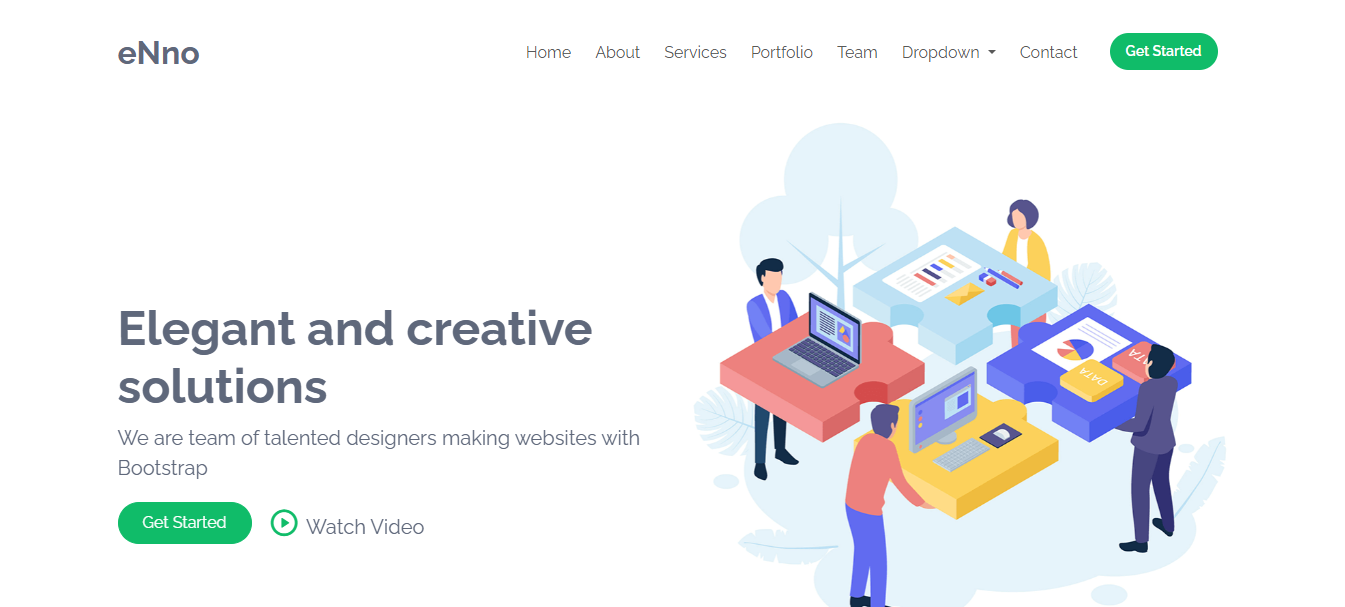 eNno
Home About Services Portfolio Team Dropdown Contact Get Started
Elegant and creative
solutions
We are team of talented designers making websites with
Bootstrap
Get Started Watch Video
DATA
DATA